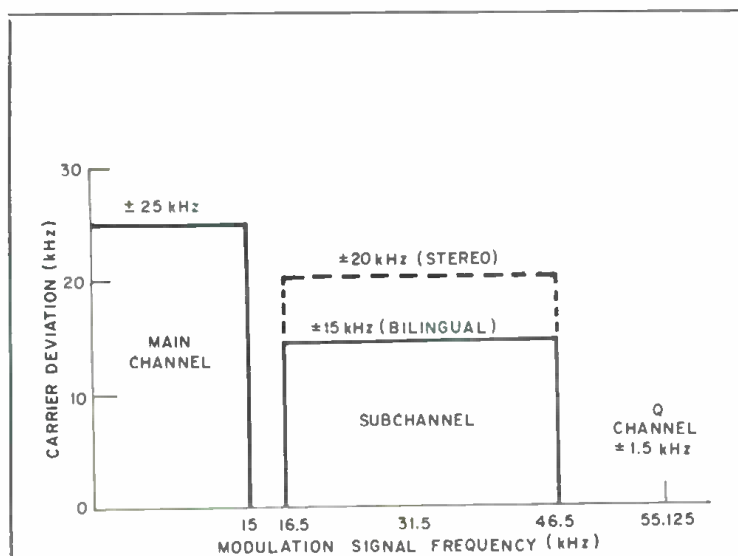 30
± 25 kHz
±20 kHz (STEREO)
20
±15 kHz (BILINGUAL)
MAIN
CHANNEL
10
SUBCHANNEL
Q
CHANNEL
± 1.5 kHz
0
15 16.5 31.5 46.5 55.125
MODULATION SIGNAL FREQUENCY (kHz)
CARRIER DEVIATION (kHz)